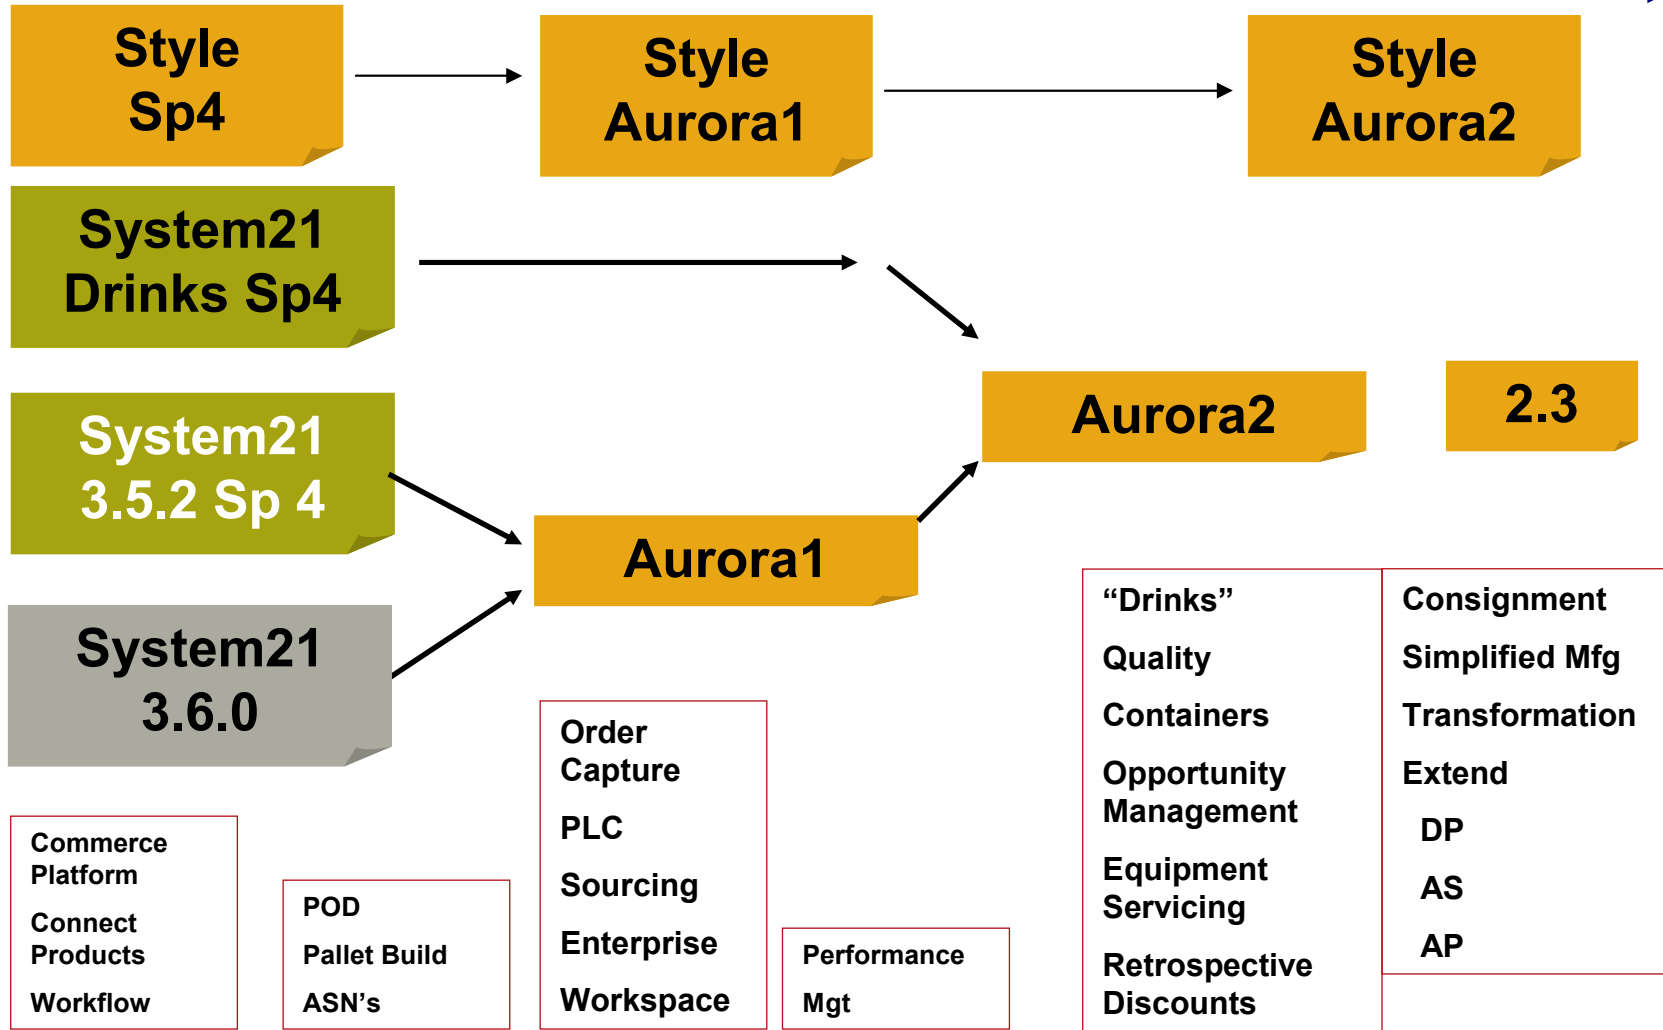 Style
Sp4
Style
Aurora1
Style
Aurora2
System21
Drinks Sp4
System21
3.5.2 Sp 4
System21
3.6.0
Aurora1
Aurora2
2.3
Commerce
Platform
Connect
Products
Workflow
POD
Pallet Build
ASN’s
Order
Capture
PLC
Sourcing
Enterprise
Workspace
Performance
Mgt
“Drinks”
Quality
Containers
Opportunity
Management
Equipment
Servicing
Retrospective
Discounts
Consignment
Simplified Mfg
Transformation
Extend
DP
AS
AP